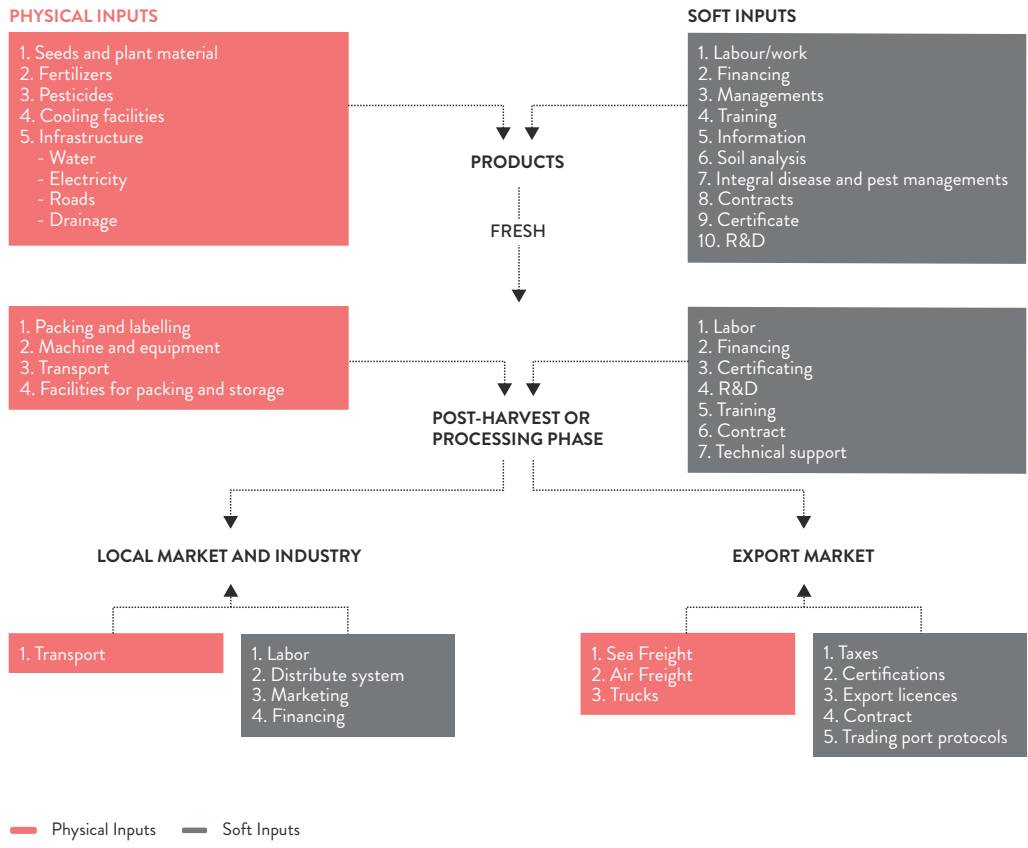 PHYSICAL INPUTS
1. Seeds and plant material
2. Fertilizers
3. Pesticides
4. Cooling facilities
5. Infrastructure
- Water
- Electricity
- Roads
- Drainage
SOFT INPUTS
1. Labour/work
2. Financing
3. Managements
4. Training
5. Information
6. Soil analysis
7. Integral disease and pest managements
8. Contracts
9. Certificate
10. R&D
PRODUCTS
FRESH
1. Packing and labelling
2. Machine and equipment
3. Transport
4. Facilities for packing and storage
1. Labor
2. Financing
3. Certificating
4. R&D
5. Training
6. Contract
7. Technical support
POST-HARVEST OR
PROCESSING PHASE
LOCAL MARKET AND INDUSTRY
1. Transport
1. Labor
2. Distribute system
3. Marketing
4. Financing
EXPORT MARKET
1. Sea Freight
2. Air Freight
3. Trucks
1. Taxes
2. Certifications
3. Export licences
4. Contract
5. Trading port protocols
Physical Inputs
Soft Inputs